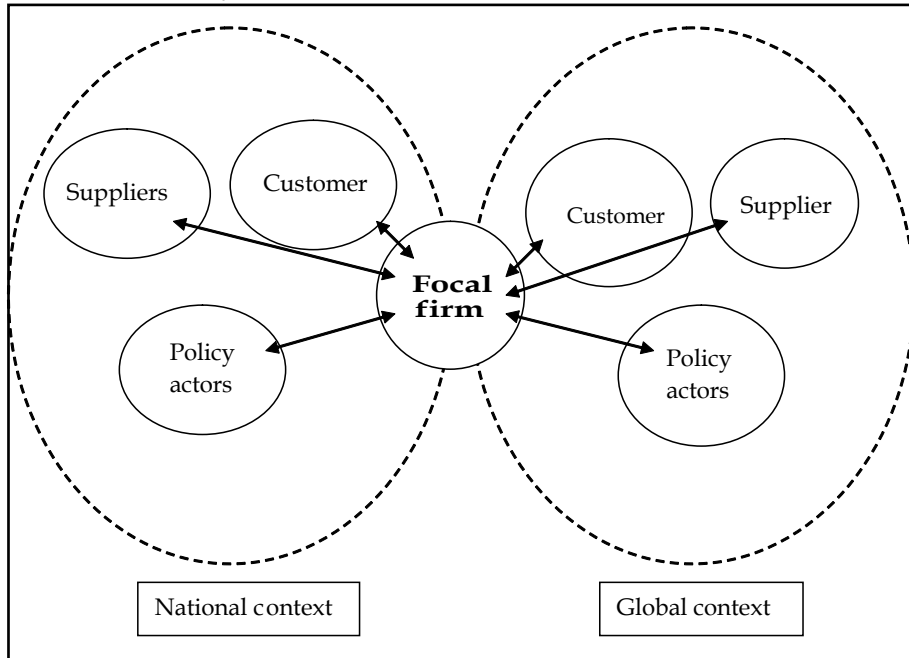 Suppliers
Customer
Focal
firm
Customer
Supplier
Policy
actors
Policy
actors
National context
Global context